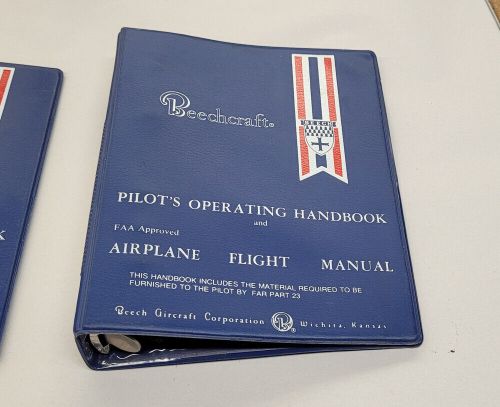 Beechcraft®
BEECH
PILOT'S OPERATING HANDBOOK
and
FAA Approved
AIRPLANE FLIGHT MANUAL
THIS HANDBOOK INCLUDES THE MATERIAL REQUIRED TO BE
FURNISHED TO THE PILOT BY FAR PART 23
Beech Aircraft Corporation B® Wichita, Kansas
K